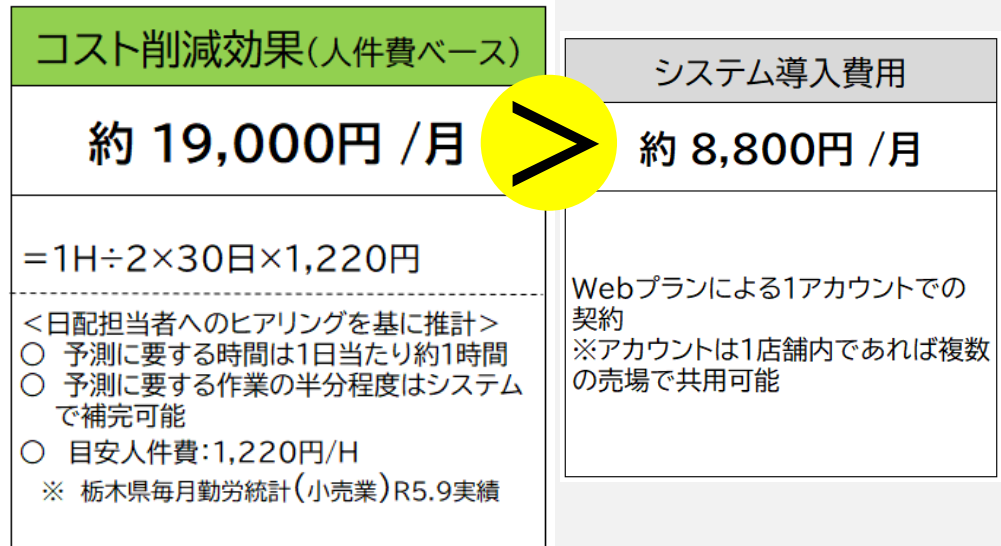 コスト削減効果(人件費ベース)
約 19,000円 /月
=1H÷2×30日×1,220円
<日配担当者へのヒアリングを基に推計>
○ 予測に要する時間は1日当たり約1時間
○ 予測に要する作業の半分程度はシステム
で補完可能
○ 目安人件費:1,220円/H
※ 栃木県毎月勤労統計(小売業)R5.9実績
>
システム導入費用
約 8,800円 /月
Webプランによる1アカウントでの
契約
※アカウントは1店舗内であれば複数
の売場で共用可能